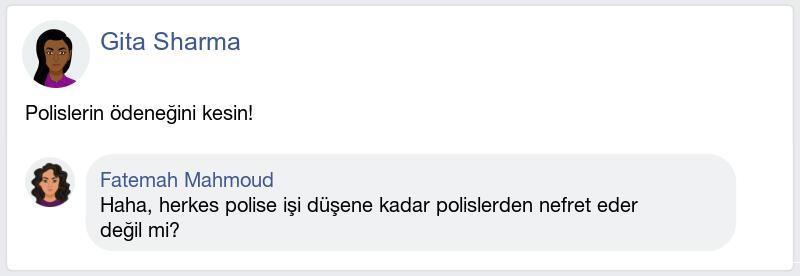 Gita Sharma
Polislerin ödeneğini kesin!
Fatemah Mahmoud
Haha, herkes polise işi düşene kadar polislerden nefret eder
değil mi?